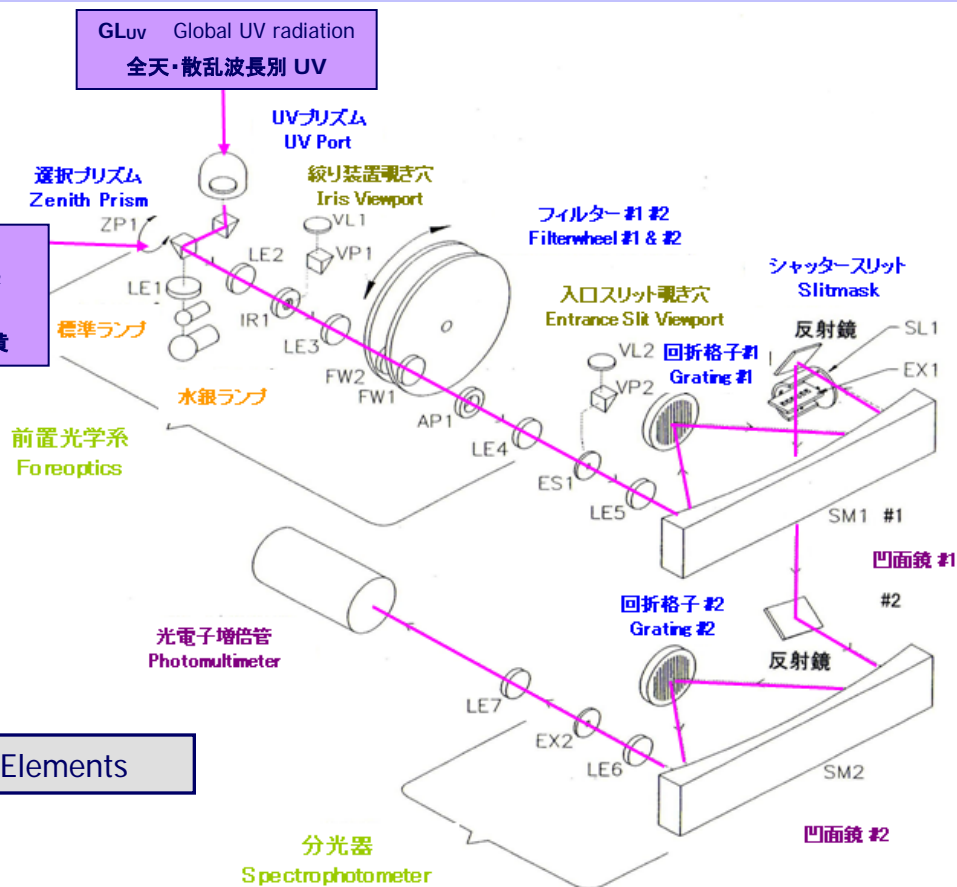 GLUV Global UV radiation
全天・散乱波長別 UV
UVプリズム
UV Port
選択プリズム
Zenith Prism
絞り装置覗き穴
Iris Viewport
ZP1
VL1
VP1
フィルター #1 #2
Filterwheel #1 & #2
シャッタースリット
Slitmask
LE1
LE2
IR1
LE3
入口スリット覗き穴
Entrance Slit Viewport
反射鏡
SL1
EX1
標準ランプ
水銀ランプ
FW2
FW1
AP1
VL2
VP2
回折格子#1
Grating #1
前置光学系
Foreoptics
LE4
ES1
LE5
SM1 #1
凹面鏡 #1
#2
光電子増倍管
Photomultimeter
回折格子 #2
Grating #2
反射鏡
LE7
EX2
LE6
SM2
Elements
凹面鏡 #2
分光器
Spectrophotometer